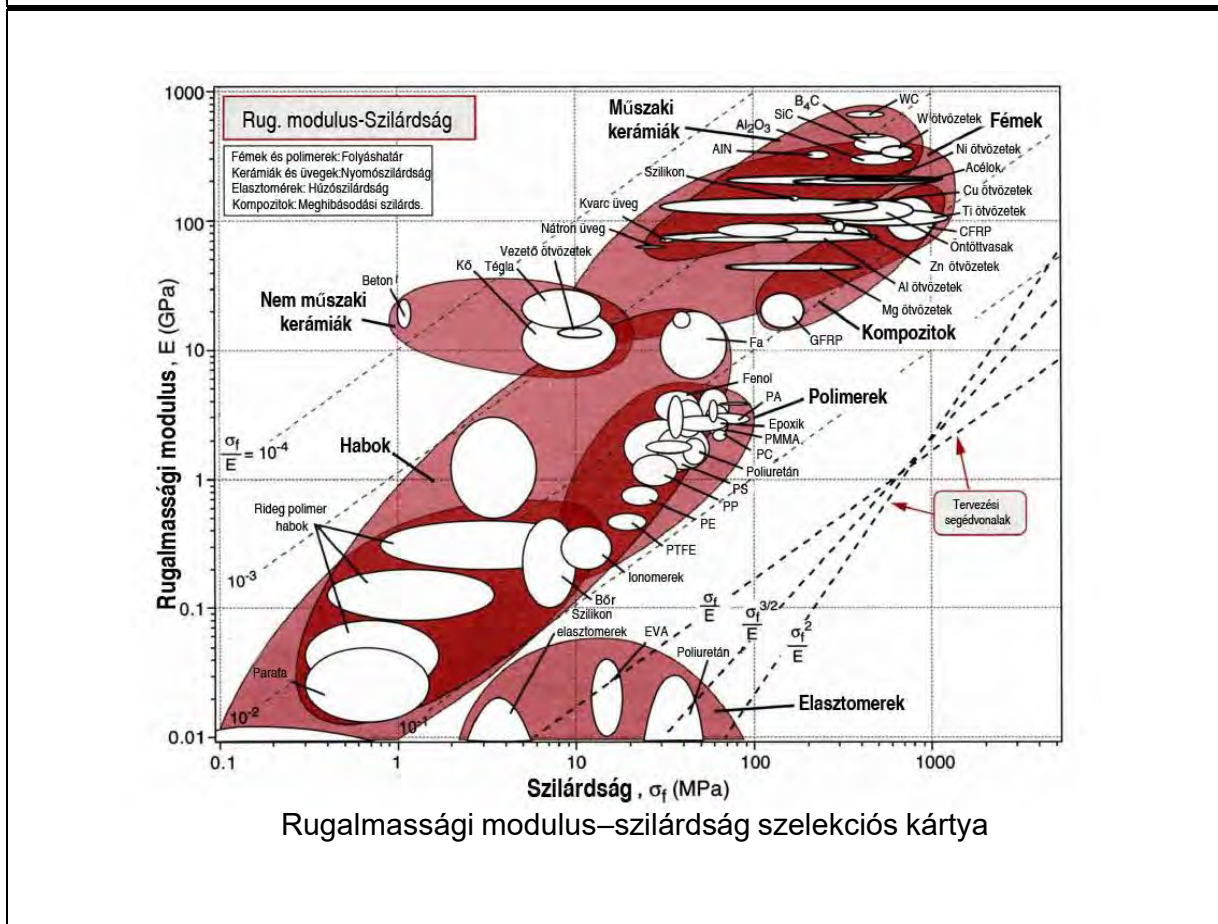 Rug. modulus-Szilárdság
Fémek és polimerek:Folyáshatár
Kerámiák és üvegek:Nyomószilárdság
Elasztomérek: Húzószilárdság
Kompozitok:Meghibásodási szilárds.
1000
100
10
1
0.1
0.01
Rugalmassági modulus , E (GPa)
Műszaki
kerámiák
B4C
SiC
WC
Al2O3
W ötvözetek
Fémek
AlN
Ni ötvözetek
Acélok
Szilikon
Cu ötvözetek
Kvarc üveg
Ti ötvözetek
Nátron üveg
CFRP
Öntöttvasak
Vezető ötvözetek
Kő
Tégla
Zn ötvözetek
Beton
Al ötvözetek
Nem műszaki
kerámiák
Mg ötvözetek
Kompozitok
GFRP
Fa
Fenol
PA
Polimerek
Epoxik
PMMA
PC
Poliuretán
PS
PP
PE
PTFE
Habok
σf
E
= 10-4
Rideg polimer
habok
10-3
Ionomerek
Bőr
Szilikon
elasztomerek
EVA
Poliuretán
σf
E
σf3/2
E
σf2
E
Tervezési
segédvonalak
Parafa
Elasztomerek
10-2
10-1
0.1
1
10
100
1000
Szilárdság , σf (MPa)
Rugalmassági modulus–szilárdság szelekciós kártya